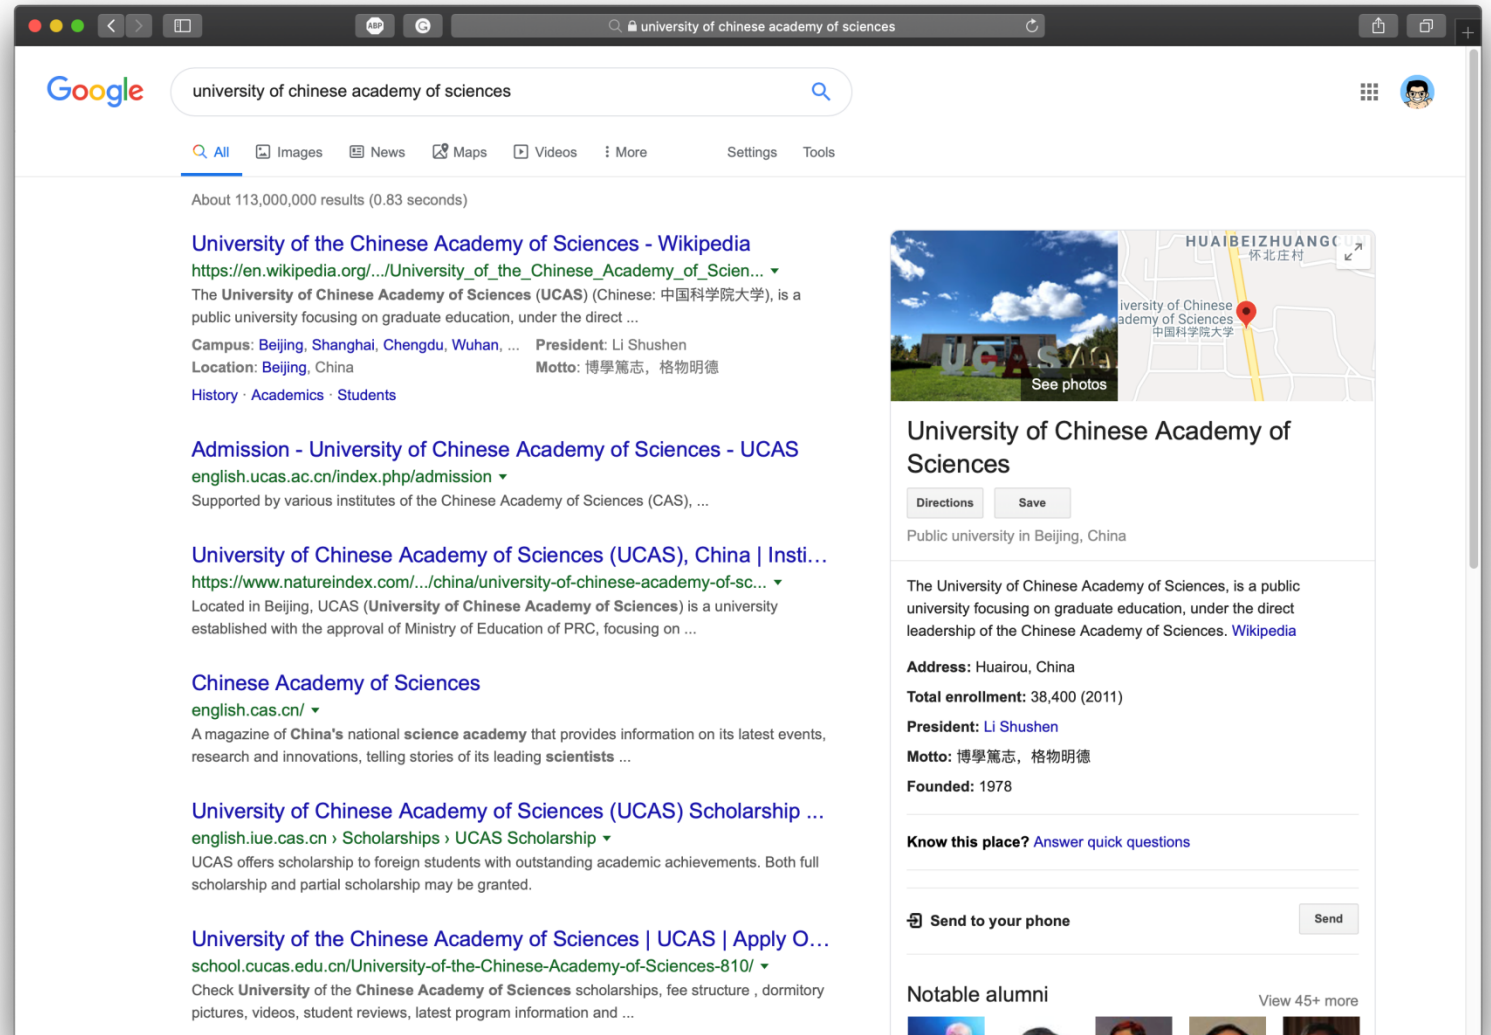 university of chinese academy of sciences
Google
university of chinese academy of sciences
All Images News Maps Videos More Settings Tools
About 113,000,000 results (0.83 seconds)
University of the Chinese Academy of Sciences - Wikipedia
https://en.wikipedia.org/.../University_of_the_Chinese_Academy_of_Scien...
The University of Chinese Academy of Sciences (UCAS) (Chinese: 中国科学院大学), is a
public university focusing on graduate education, under the direct ...
Campus: Beijing, Shanghai, Chengdu, Wuhan, ... President: Li Shushen
Location: Beijing, China Motto: 博學篤志，格物明德
History · Academics · Students
Admission - University of Chinese Academy of Sciences - UCAS
english.ucas.ac.cn/index.php/admission
Supported by various institutes of the Chinese Academy of Sciences (CAS), ...
University of Chinese Academy of Sciences (UCAS), China | Insti...
https://www.natureindex.com/.../china/university-of-chinese-academy-of-sc...
Located in Beijing, UCAS (University of Chinese Academy of Sciences) is a university
established with the approval of Ministry of Education of PRC, focusing on ...
Chinese Academy of Sciences
english.cas.cn/
A magazine of China's national science academy that provides information on its latest events,
research and innovations, telling stories of its leading scientists ...
University of Chinese Academy of Sciences (UCAS) Scholarship ...
english.iue.cas.cn › Scholarships › UCAS Scholarship
UCAS offers scholarship to foreign students with outstanding academic achievements. Both full
scholarship and partial scholarship may be granted.
University of the Chinese Academy of Sciences | UCAS | Apply O...
school.cucas.edu.cn/University-of-the-Chinese-Academy-of-Sciences-810/
Check University of the Chinese Academy of Sciences scholarships, fee structure , dormitory
pictures, videos, student reviews, latest program information and ...
UCAS
See photos
HUAIBEIZHUANGCUN
怀北庄村
iversity of Chinese
ademy of Sciences
中国科学院大学
University of Chinese Academy of
Sciences
Directions Save
Public university in Beijing, China
The University of Chinese Academy of Sciences, is a public
university focusing on graduate education, under the direct
leadership of the Chinese Academy of Sciences. Wikipedia
Address: Huairou, China
Total enrollment: 38,400 (2011)
President: Li Shushen
Motto: 博學篤志，格物明德
Founded: 1978
Know this place? Answer quick questions
Send to your phone Send
Notable alumni View 45+ more